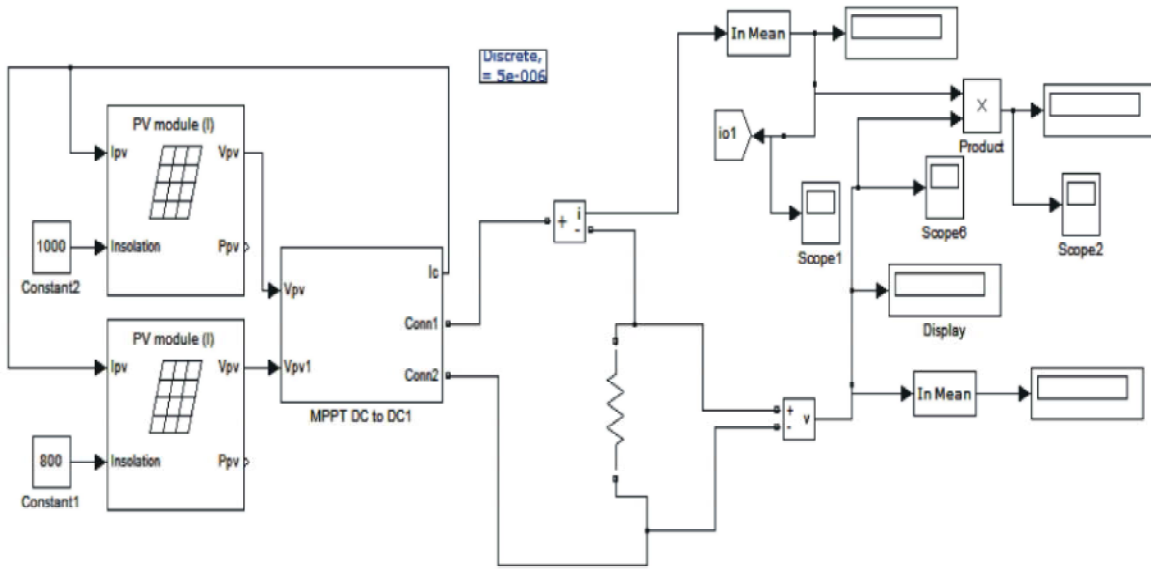 Discrete,
= 5e-006
In Mean
PV module (I)
Ipv
Vpv
Insolation
Ppv
1000
Constant2
PV module (I)
Ipv
Vpv
Insolation
Ppv
800
Constant1
Vpv
Vpv1
Ic
Conn1
Conn2
MPPT DC to DC1
+
i
-
io1
Scope1
X
Product
Scope6
Scope2
Display
+
-
v
In Mean